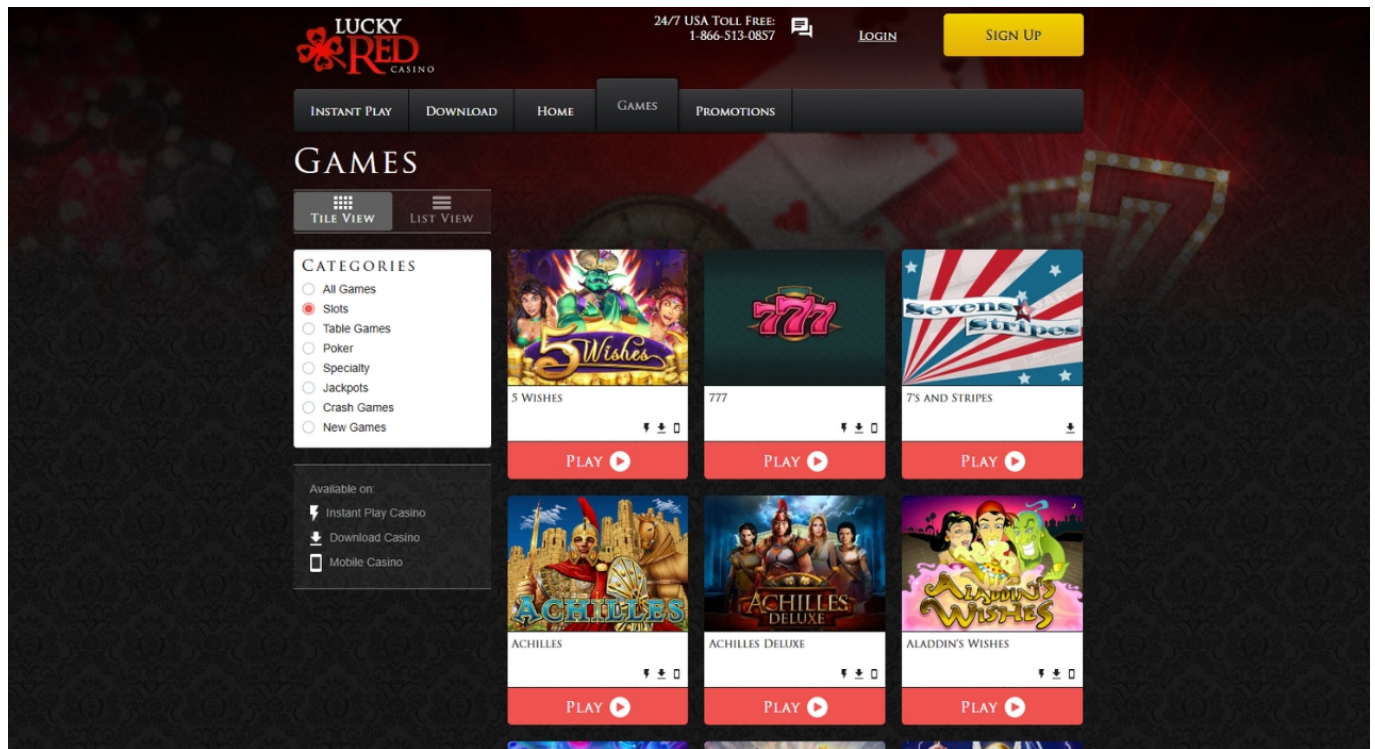 LUCKY
RED
CASINO
24/7 USA Toll Free:
1-866-513-0857
Login
Sign Up
Instant Play
Download
Home
Games
Promotions
Games
Tile View
List View
Categories
All Games
Slots
Table Games
Poker
Specialty
Jackpots
Crash Games
New Games
Available on:
Instant Play Casino
Download Casino
Mobile Casino
5 Wishes
777
Sevens &
Stripes
5 Wishes
777
7's and Stripes
Play
Play
Play
ACHILLES
ACHILLES
DELUXE
Aladdin's
Wishes
Achilles
Achilles Deluxe
Aladdin's Wishes
Play
Play
Play